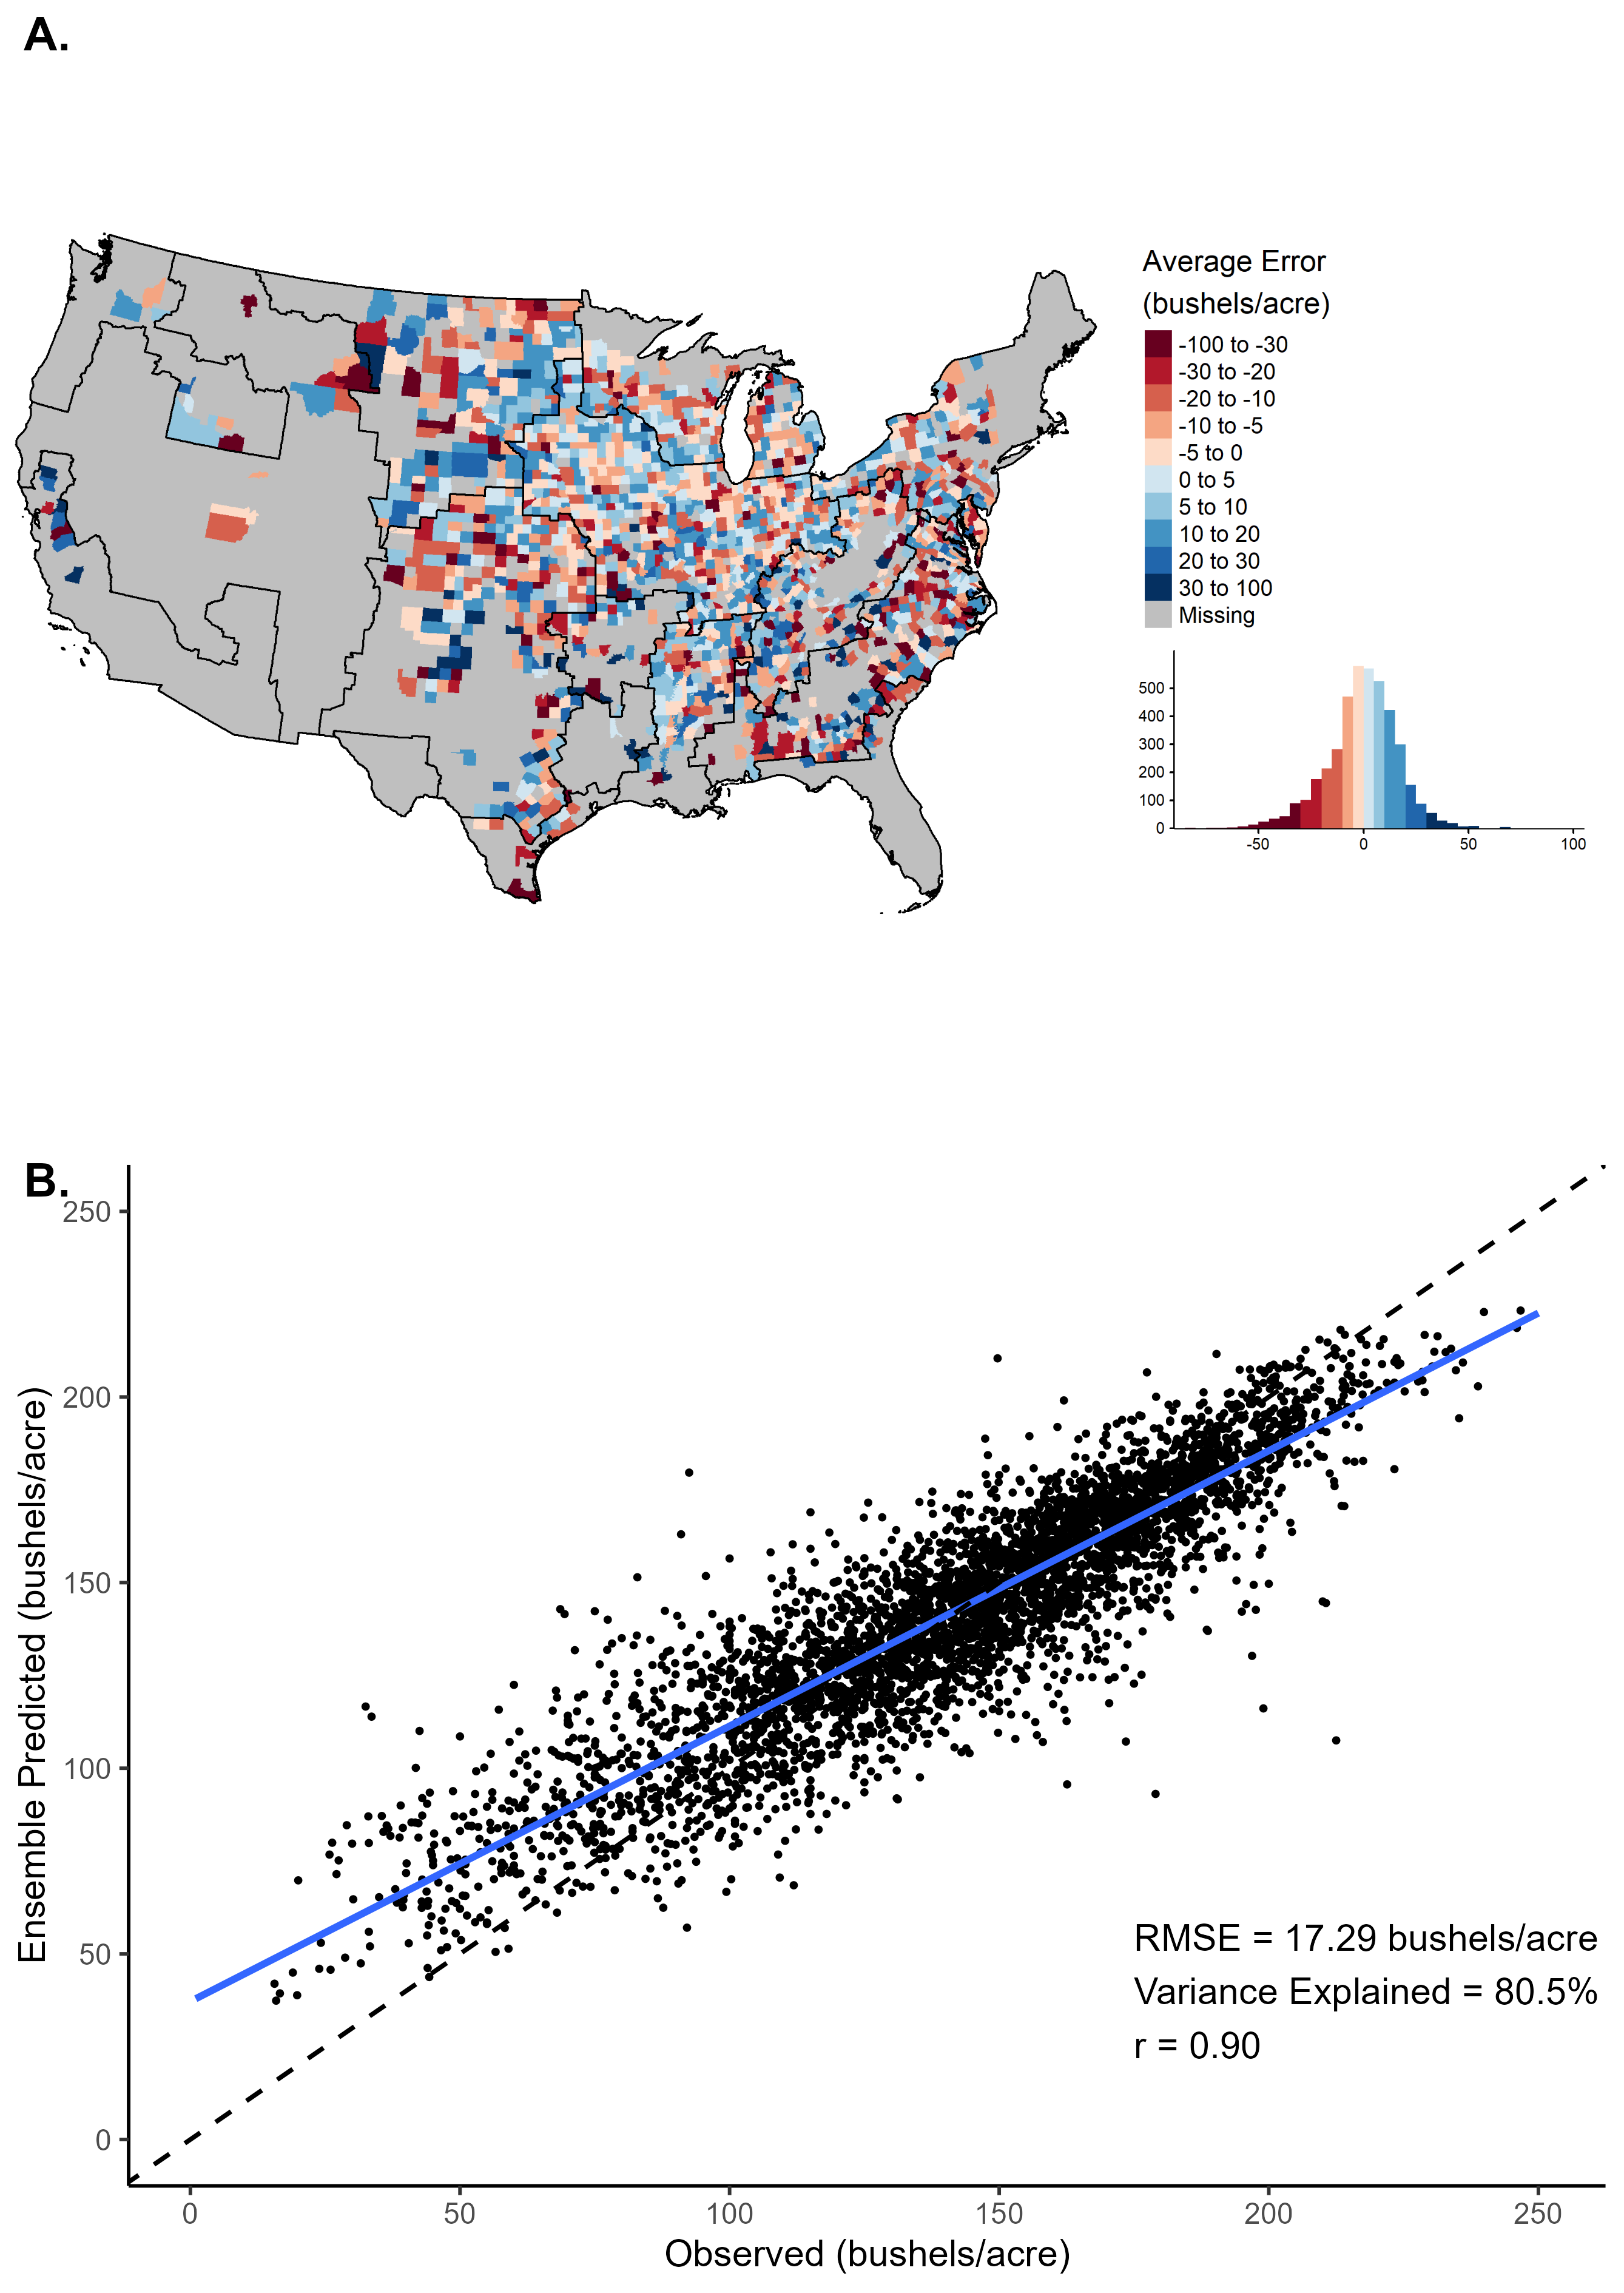 A.
Average Error
(bushels/acre)
-100 to -30
-30 to -20
-20 to -10
-10 to -5
-5 to 0
0 to 5
5 to 10
10 to 20
20 to 30
30 to 100
Missing
500
400
300
200
100
0
-50
0
50
100
B.
250
200
150
100
50
0
Ensemble Predicted (bushels/acre)
RMSE = 17.29 bushels/acre
Variance Explained = 80.5%
r = 0.90
0
50
100
150
200
250
Observed (bushels/acre)